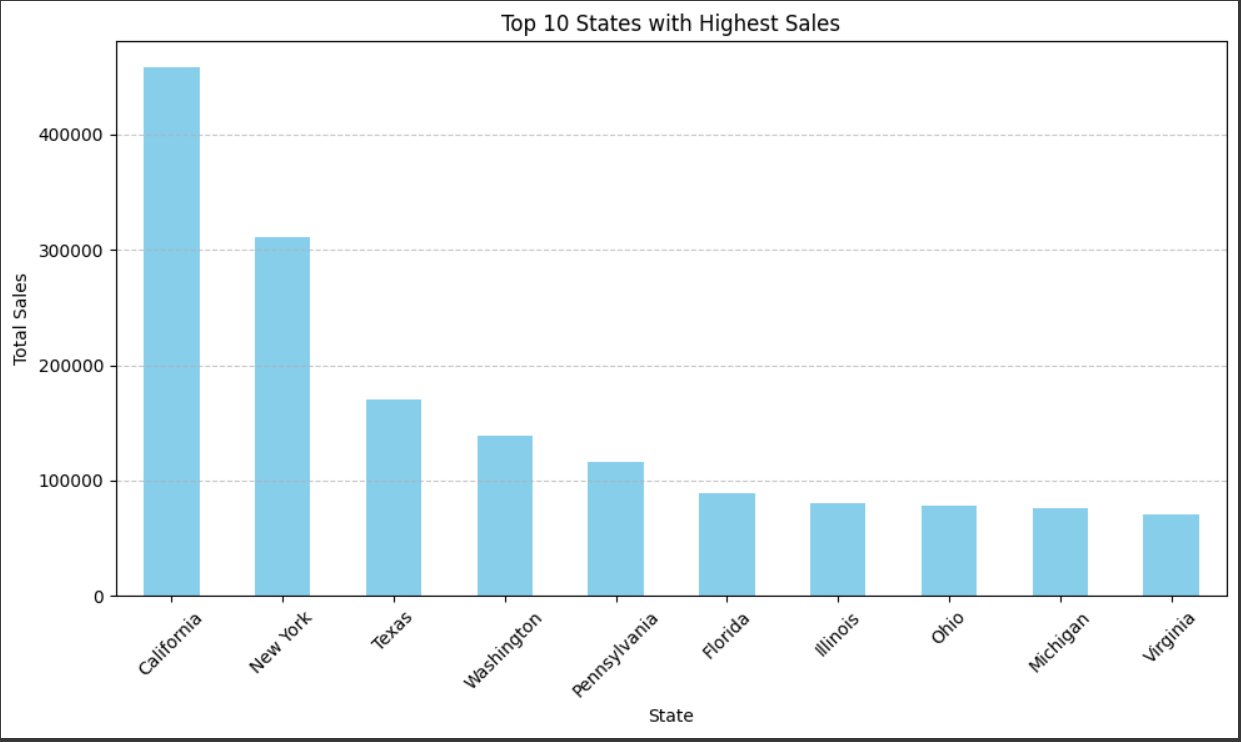 Top 10 States with Highest Sales
Total Sales
400000
300000
200000
100000
0
California
New York
Texas
Washington
Pennsylvania
Florida
Illinois
Ohio
Michigan
Virginia
State